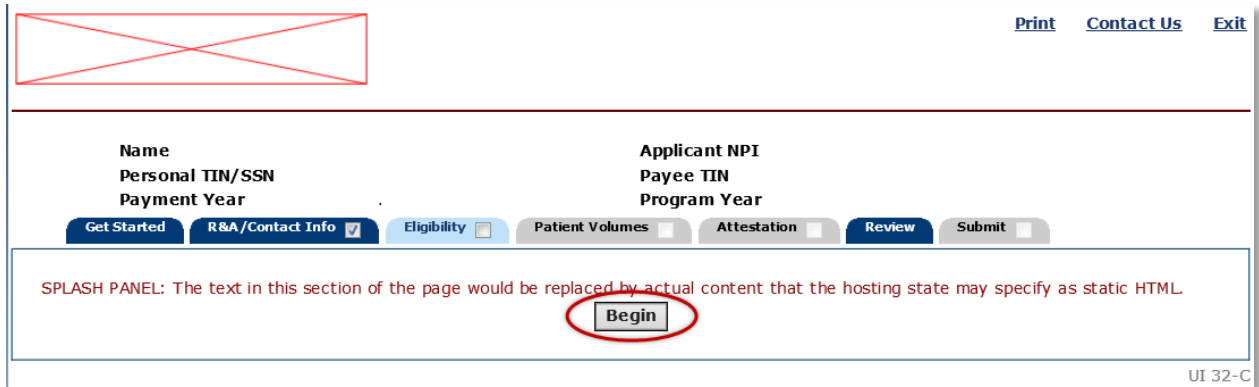 Print Contact Us Exit
Name Applicant NPI
Personal TIN/SSN Payee TIN
Payment Year . Program Year
Get Started R&A/Contact Info Eligibility Patient Volumes Attestation Review Submit
SPLASH PANEL: The text in this section of the page would be replaced by actual content that the hosting state may specify as static HTML.
Begin
UI 32-C